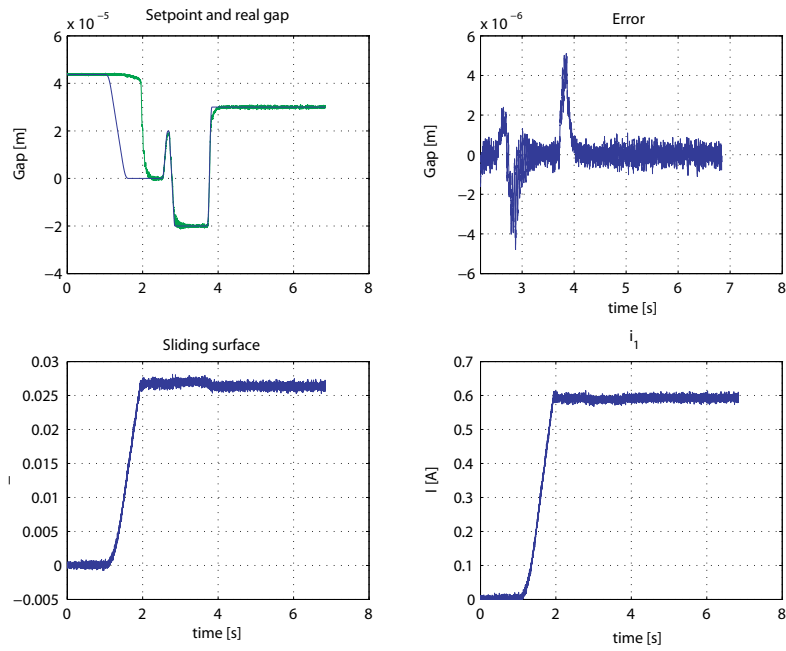 Setpoint and real gap
x 10 −5
6
4
2
0
−2
−4
Gap [m]
0 2 4 6 8
Error
x 10 −6
6
4
2
0
−2
−4
−6
Gap [m]
3 4 5 6 7 8
time [s]
Sliding surface
0.03
0.025
0.02
0.015
0.01
0.005
0
−0.005
–
0 2 4 6 8
time [s]
i1
0.7
0.6
0.5
0.4
0.3
0.2
0.1
0
I [A]
0 2 4 6 8
time [s]